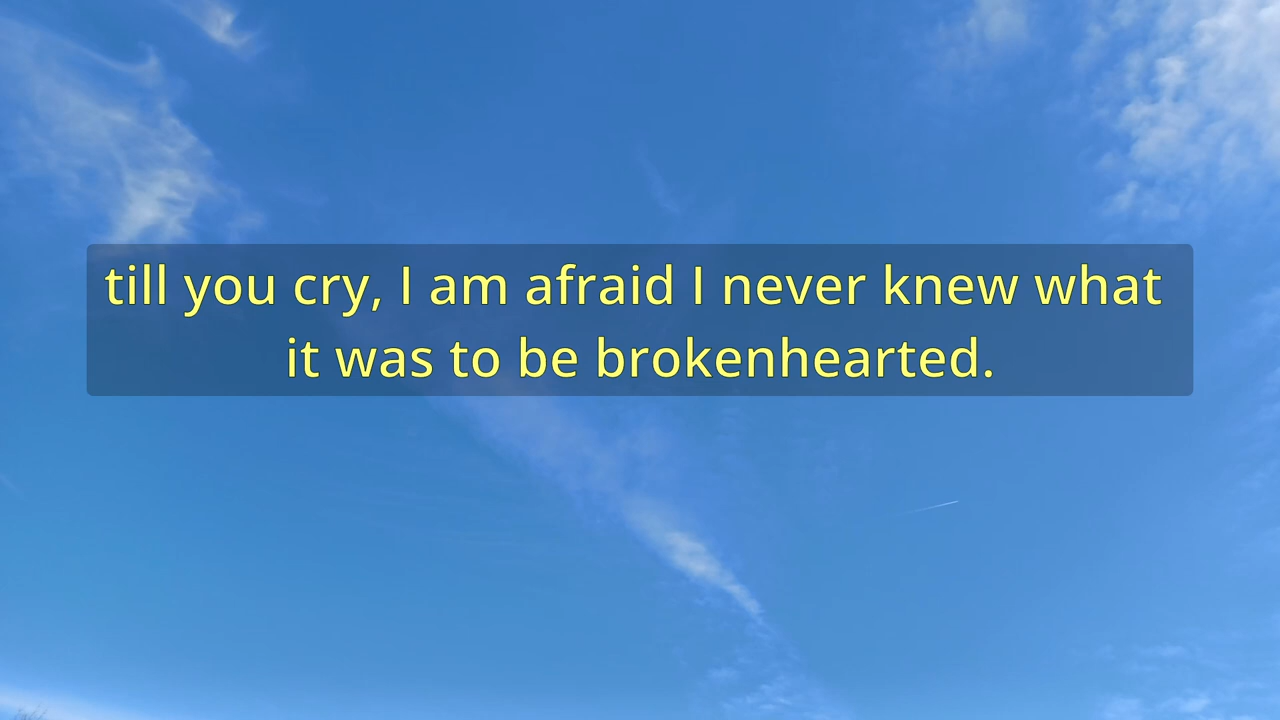 till you cry, I am afraid I never knew what
it was to be brokenhearted.